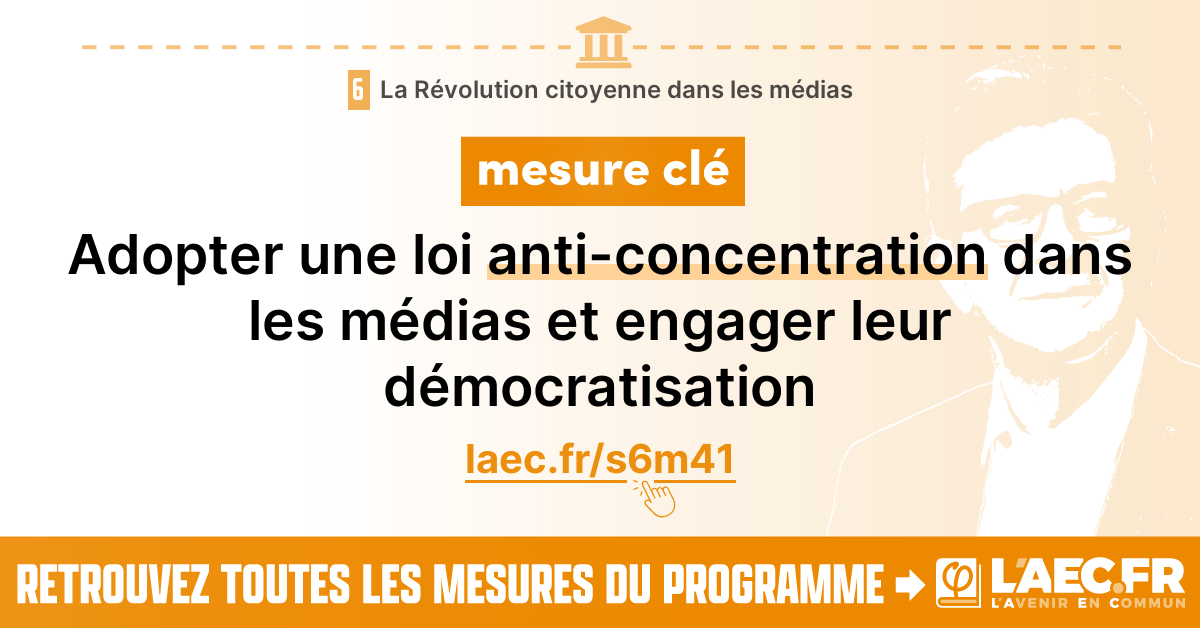 6 La Révolution citoyenne dans les médias
mesure clé
Adopter une loi anti-concentration dans
les médias et engager leur
démocratisation
laec.fr/s6m41
RETROUVEZ TOUTES LES MESURES DU PROGRAMME
φ L'AEC.FR
L'AVENIR EN COMMUN